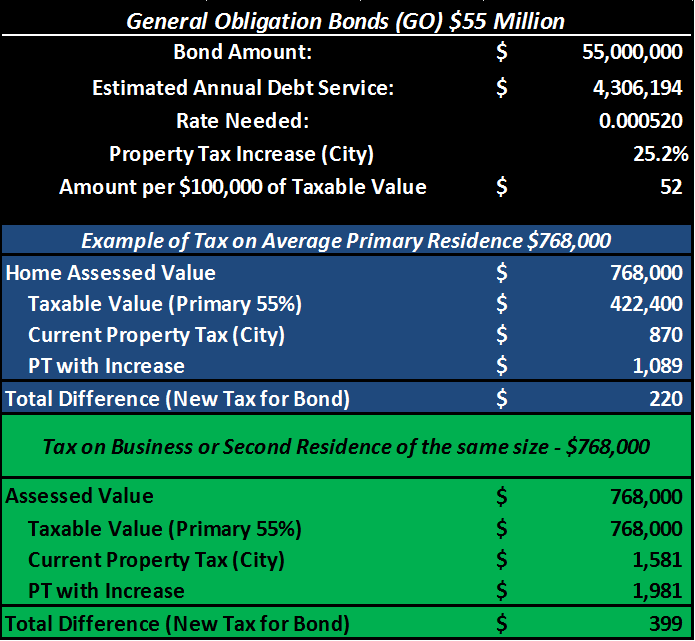 General Obligation Bonds (GO) $55 Million
Bond Amount: $ 55,000,000
Estimated Annual Debt Service: $ 4,306,194
Rate Needed: 0.000520
Property Tax Increase (City) 25.2%
Amount per $100,000 of Taxable Value $ 52
Example of Tax on Average Primary Residence $768,000
Home Assessed Value $ 768,000
Taxable Value (Primary 55%) $ 422,400
Current Property Tax (City) $ 870
PT with Increase $ 1,089
Total Difference (New Tax for Bond) $ 220
Tax on Business or Second Residence of the same size - $768,000
Assessed Value $ 768,000
Taxable Value (Primary 55%) $ 768,000
Current Property Tax (City) $ 1,581
PT with Increase $ 1,981
Total Difference (New Tax for Bond) $ 399